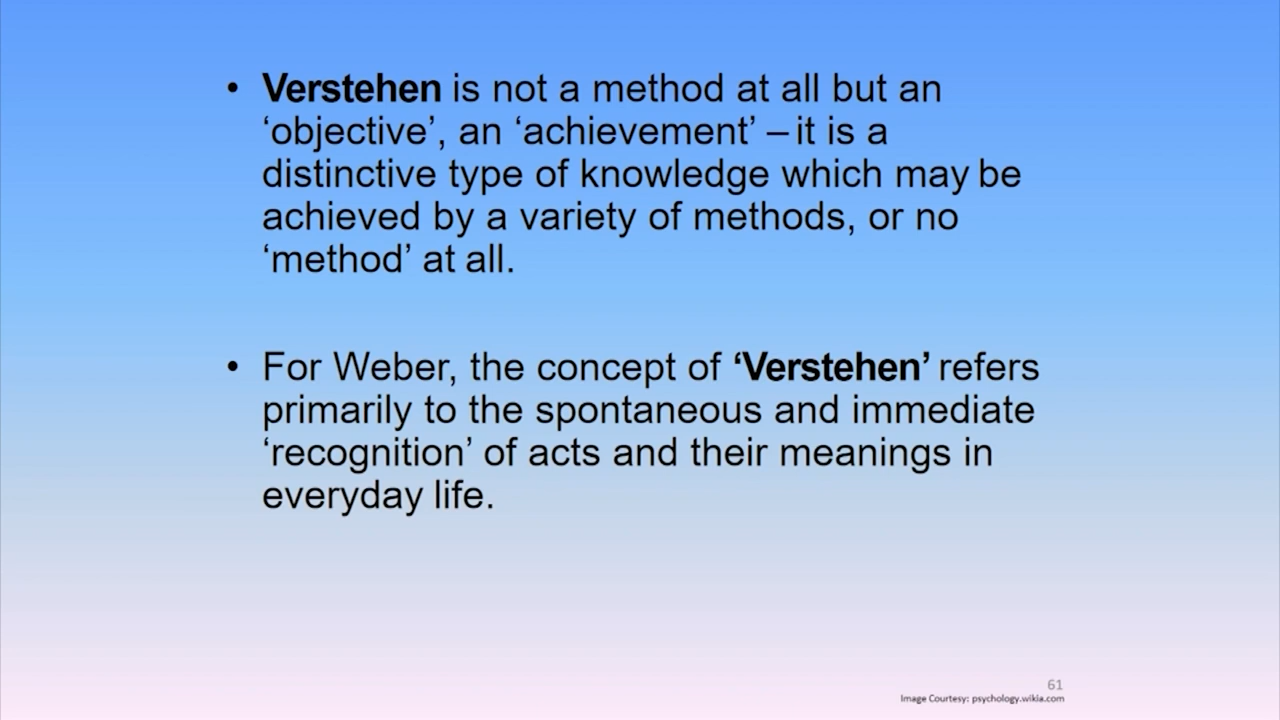 • Verstehen is not a method at all but an
‘objective’, an ‘achievement’ – it is a
distinctive type of knowledge which may be
achieved by a variety of methods, or no
‘method’ at all.
• For Weber, the concept of ‘Verstehen’ refers
primarily to the spontaneous and immediate
‘recognition’ of acts and their meanings in
everyday life.
61
Image Courtesy: psychology.wikia.com